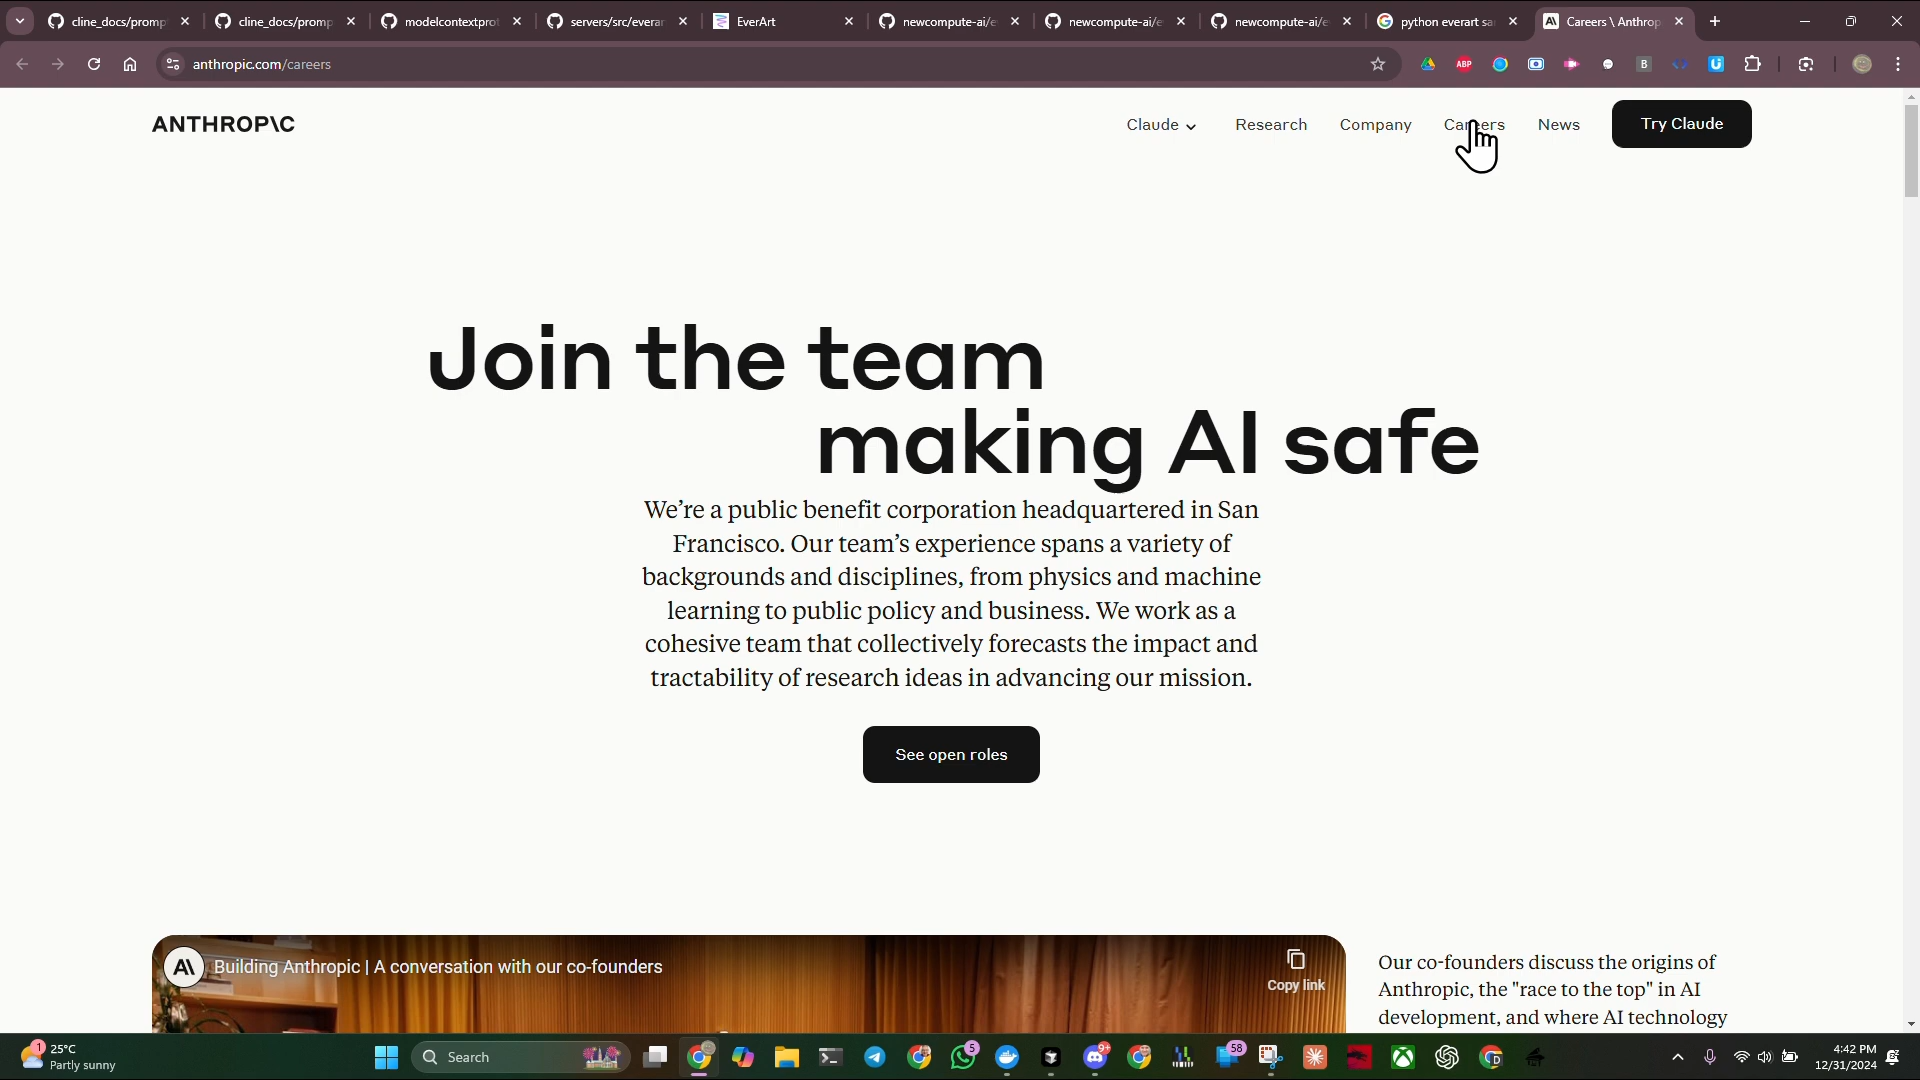 cline_docs/promp
cline_docs/promp
modelcontextprot
servers/src/everar
EverArt
newcompute-ai/e
newcompute-ai/e
newcompute-ai/e
python everart sa
Careers \ Anthrop
anthropic.com/careers
ABP
B
ANTHROP\C
Claude
Research
Company
Careers
News
Try Claude
Join the team
making AI safe
We’re a public benefit corporation headquartered in San
Francisco. Our team’s experience spans a variety of
backgrounds and disciplines, from physics and machine
learning to public policy and business. We work as a
cohesive team that collectively forecasts the impact and
tractability of research ideas in advancing our mission.
See open roles
A\
Building Anthropic | A conversation with our co-founders
Copy link
Our co-founders discuss the origins of
Anthropic, the "race to the top" in AI
development, and where AI technology
1
25°C
Partly sunny
Search
5
9+
58
D
4:42 PM
12/31/2024